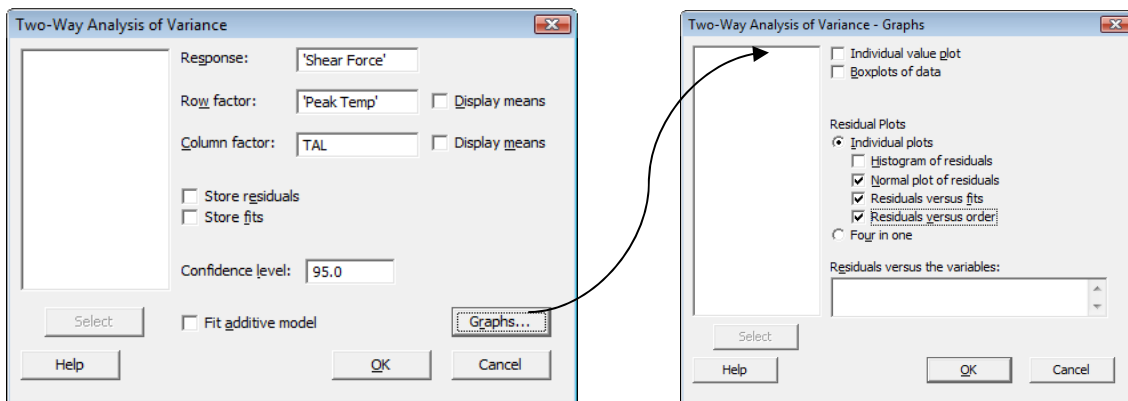 Two-Way Analysis of Variance
Response: 'Shear Force'
Row factor: 'Peak Temp' Display means
Column factor: TAL Display means
Store residuals
Store fits
Confidence level: 95.0
Select Fit additive model Graphs...
Help OK Cancel
Two-Way Analysis of Variance - Graphs
Individual value plot
Boxplots of data
Residual Plots
Individual plots
Histogram of residuals
Normal plot of residuals
Residuals versus fits
Residuals versus order
Four in one
Residuals versus the variables:
Select
Help OK Cancel